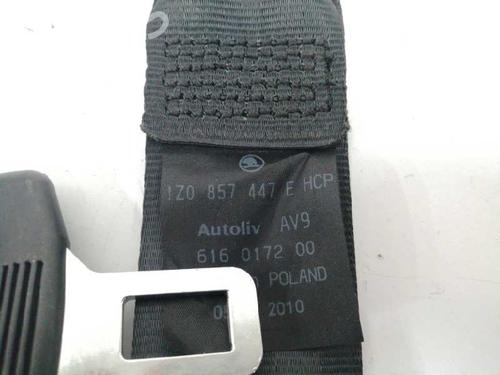 1Z0 857 447 E HCP
Autoliv AV9
616 0172 00
POLAND
2010